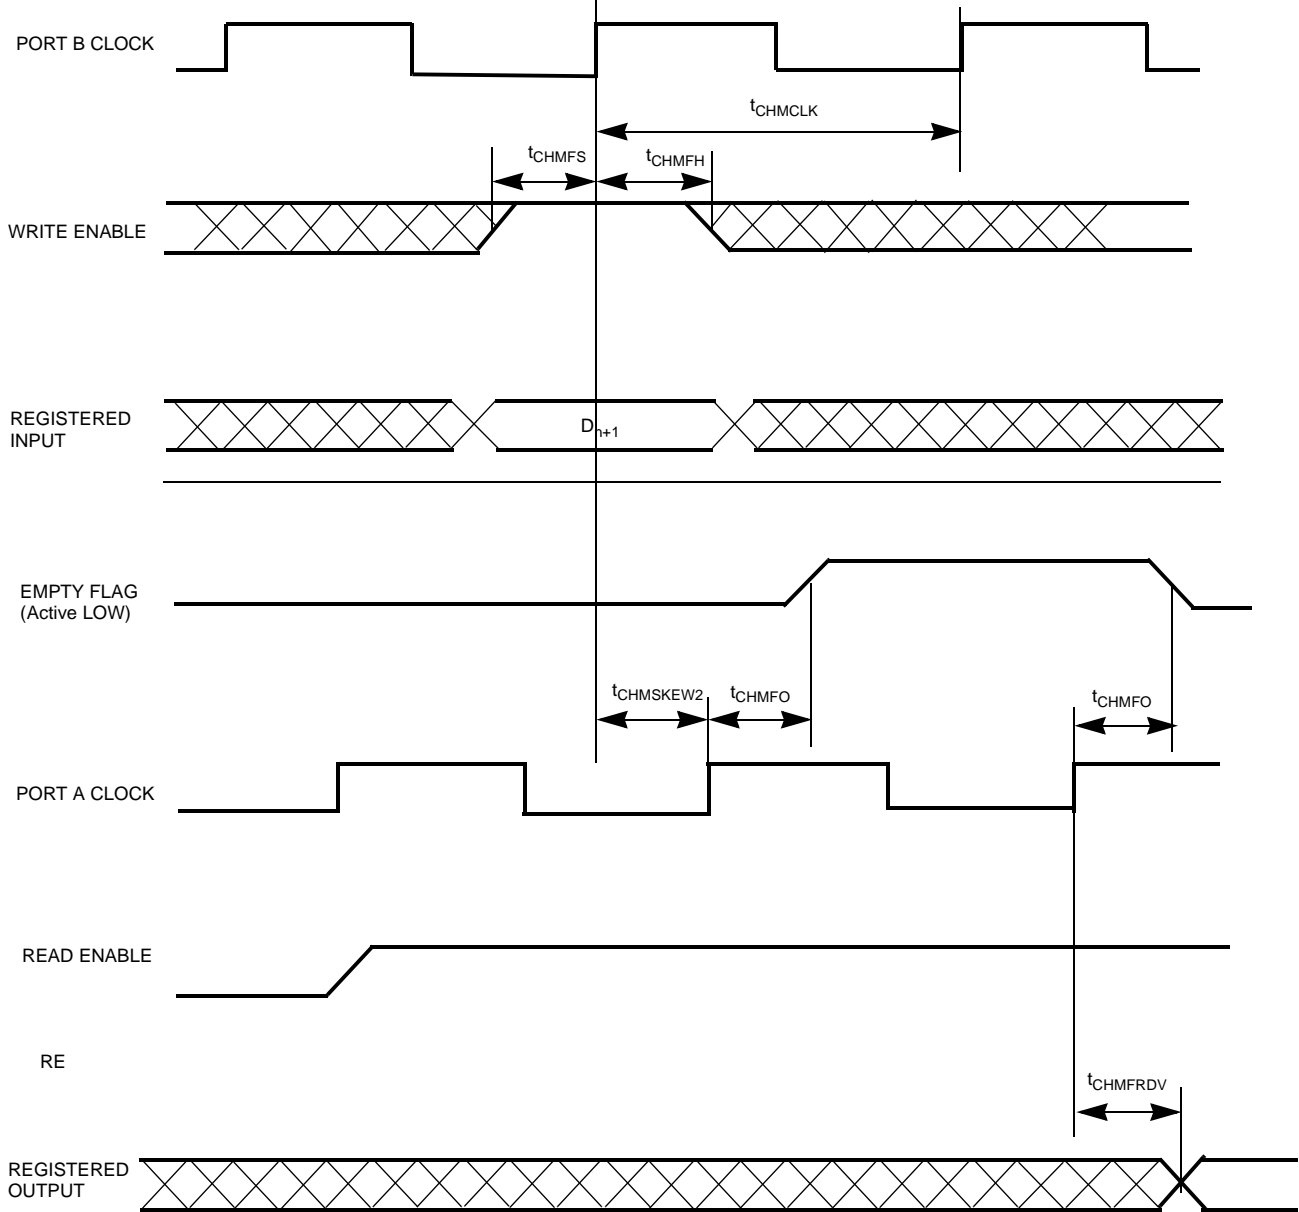 PORT B CLOCK
tCHMCLK
tCHMFS
tCHMFH
WRITE ENABLE
REGISTERED
INPUT
Dn+1
EMPTY FLAG
(Active LOW)
tCHMSKEW2
tCHMFO
tCHMFO
PORT A CLOCK
READ ENABLE
RE
tCHMFRDV
REGISTERED
OUTPUT